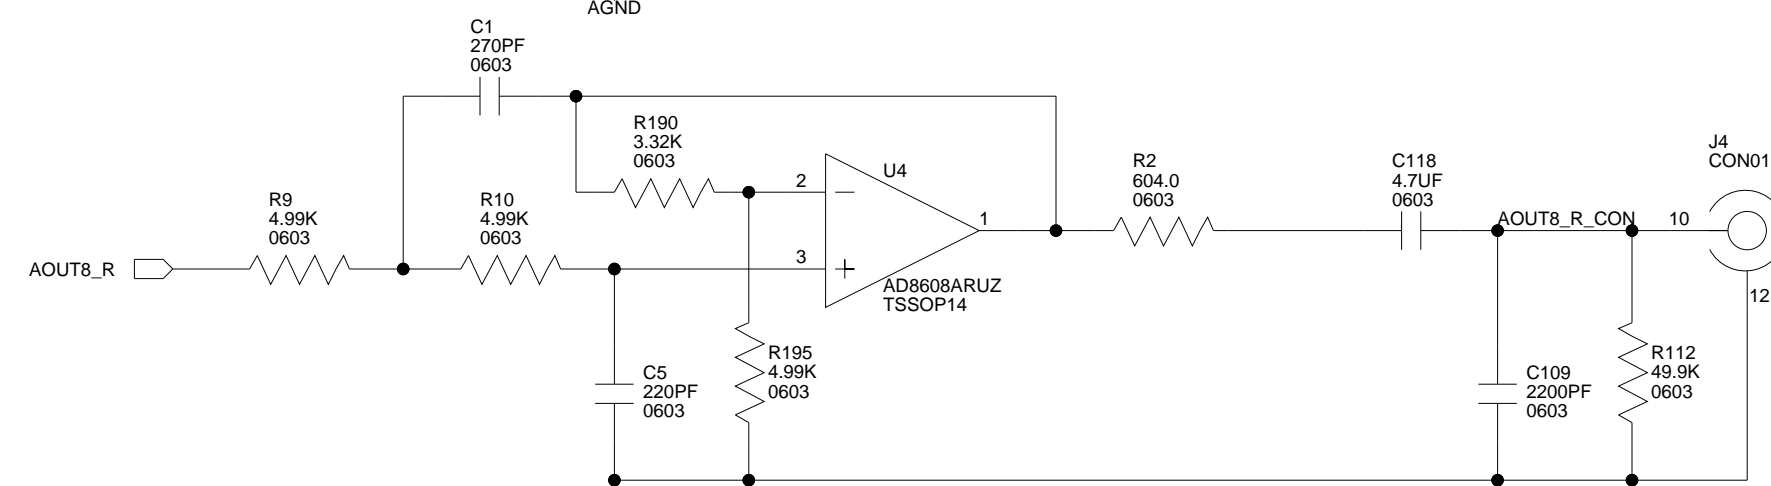 AGND
C1
270PF
0603
R190
3.32K
0603
U4
2
3
1
AD8608ARUZ
TSSOP14
R9
4.99K
0603
R10
4.99K
0603
AOUT8_R
R2
604.0
0603
C118
4.7UF
0603
AOUT8_R_CON
10
J4
CON01
12
C5
220PF
0603
R195
4.99K
0603
C109
2200PF
0603
R112
49.9K
0603